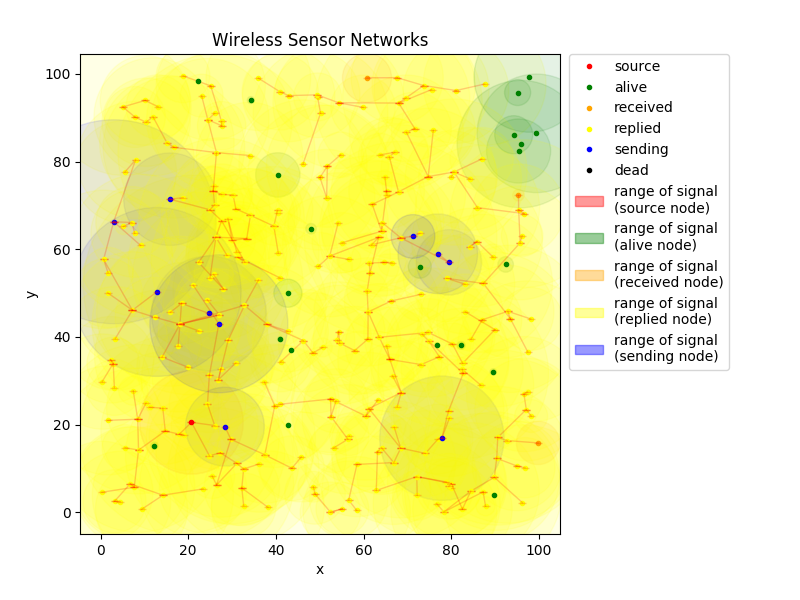 Wireless Sensor Networks
100
80
60
40
20
0
y
0
20
40
60
80
100
x
source
alive
received
replied
sending
dead
range of signal
(source node)
range of signal
(alive node)
range of signal
(received node)
range of signal
(replied node)
range of signal
(sending node)